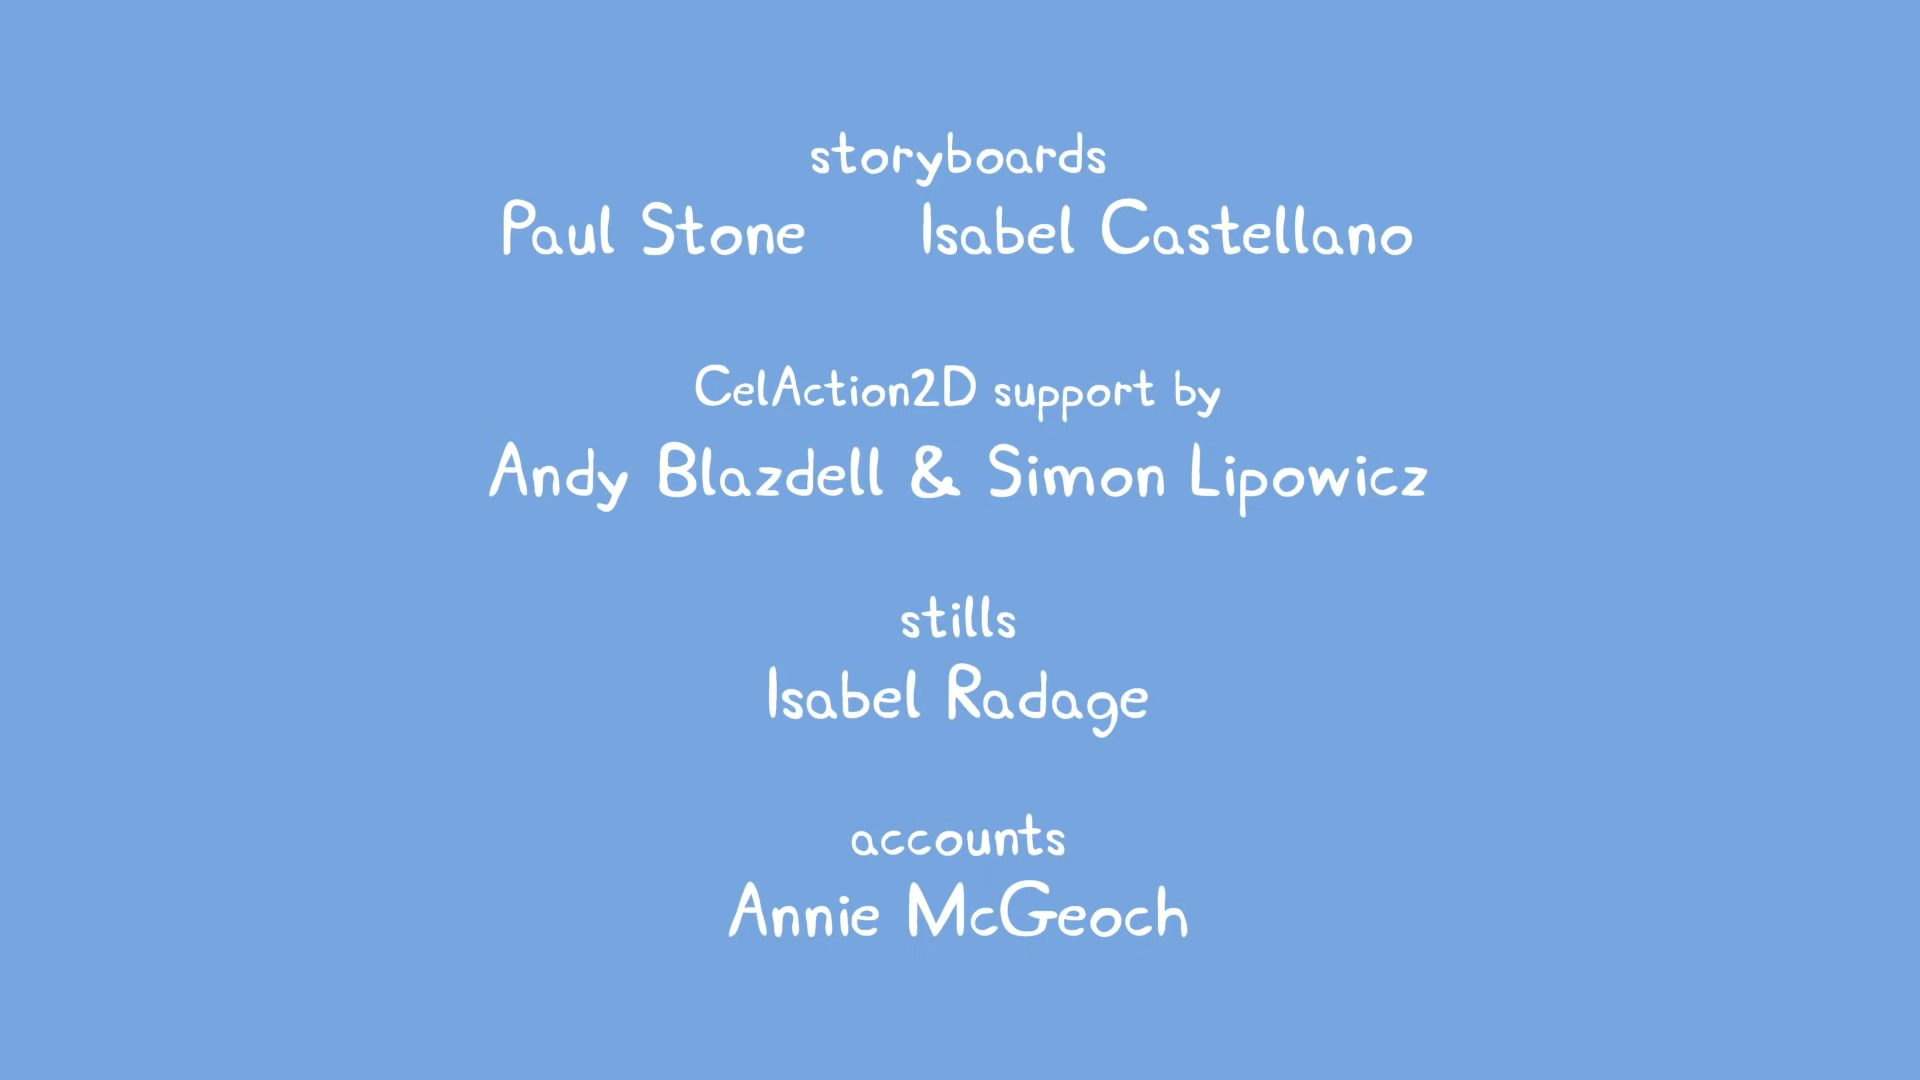 storyboards
Paul Stone Isabel Castellano
CelAction2D support by
Andy Blazdell & Simon Lipowicz
stills
Isabel Radage
accounts
Annie McGeoch